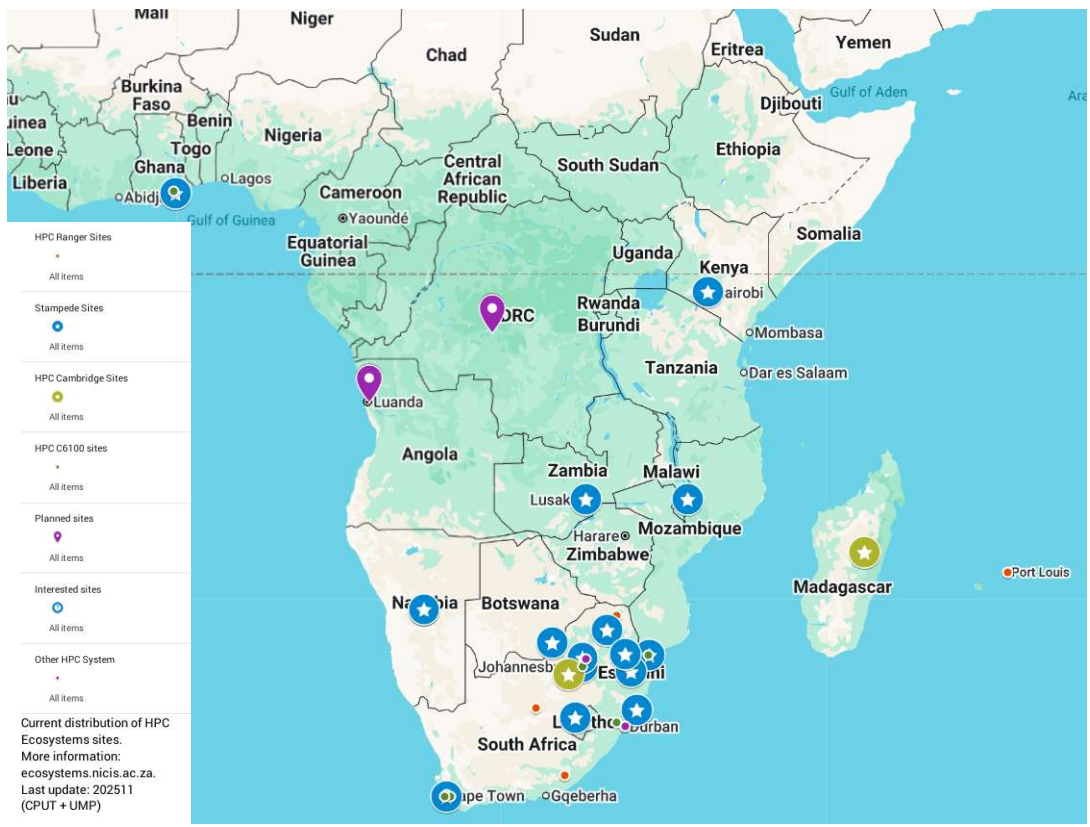 Mali
Niger
Chad
Sudan
Eritrea
Yemen
Burkina
Faso
Benin
Nigeria
Djibouti
Gulf of Aden
Ara
uinea
Leone
Togo
Ghana
Liberia
Abidj
Lagos
Gulf of Guinea
Cameroon
Yaoundé
Central
African
Republic
South Sudan
Ethiopia
Somalia
Equatorial
Guinea
Uganda
Kenya
airobi
DRC
Rwanda
Burundi
Mombasa
Tanzania
Dar es Salaam
Luanda
Angola
Zambia
Lusak
Malawi
Mozambique
Harare
Zimbabwe
Madagascar
Port Louis
Botswana
Johannesb
South Africa
Durban
ape Town
Gqeberha
HPC Ranger Sites
All items
Stampede Sites
All items
HPC Cambridge Sites
All items
HPC C6100 sites
All items
Planned sites
All items
Interested sites
All items
Other HPC System
All items
Current distribution of HPC
Ecosystems sites.
More information:
ecosystems.nicis.ac.za.
Last update: 202511
(CPUT + UMP)